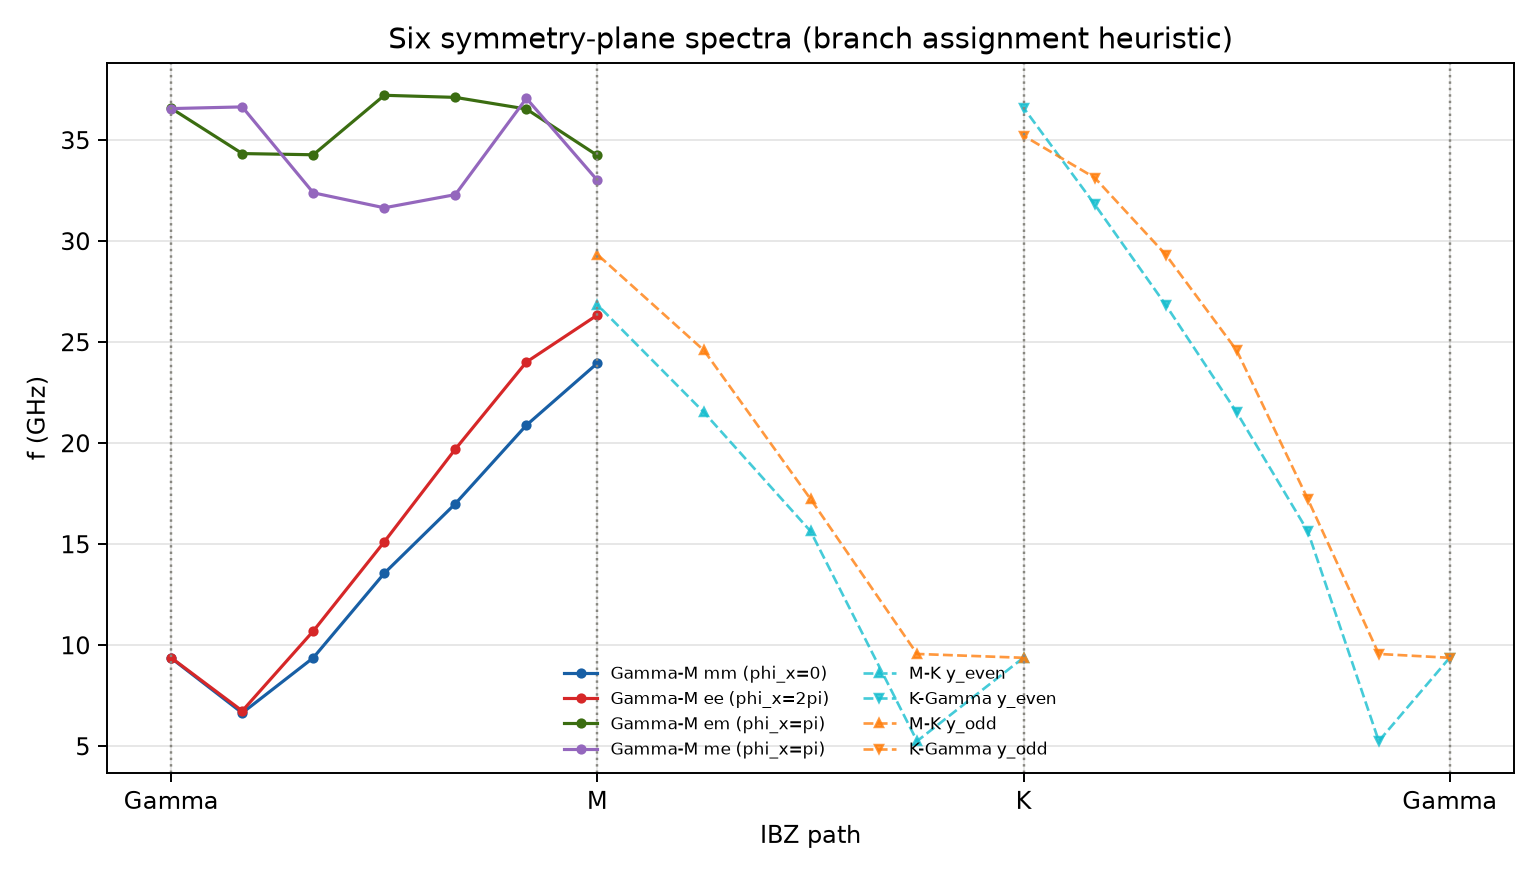 Six symmetry-plane spectra (branch assignment heuristic)
f (GHz)
35
30
25
20
15
10
5
Gamma-M mm (phi_x=0)
Gamma-M ee (phi_x=2pi)
Gamma-M em (phi_x=pi)
Gamma-M me (phi_x=pi)
M-K y_even
K-Gamma y_even
M-K y_odd
K-Gamma y_odd
Gamma
M
K
Gamma
IBZ path